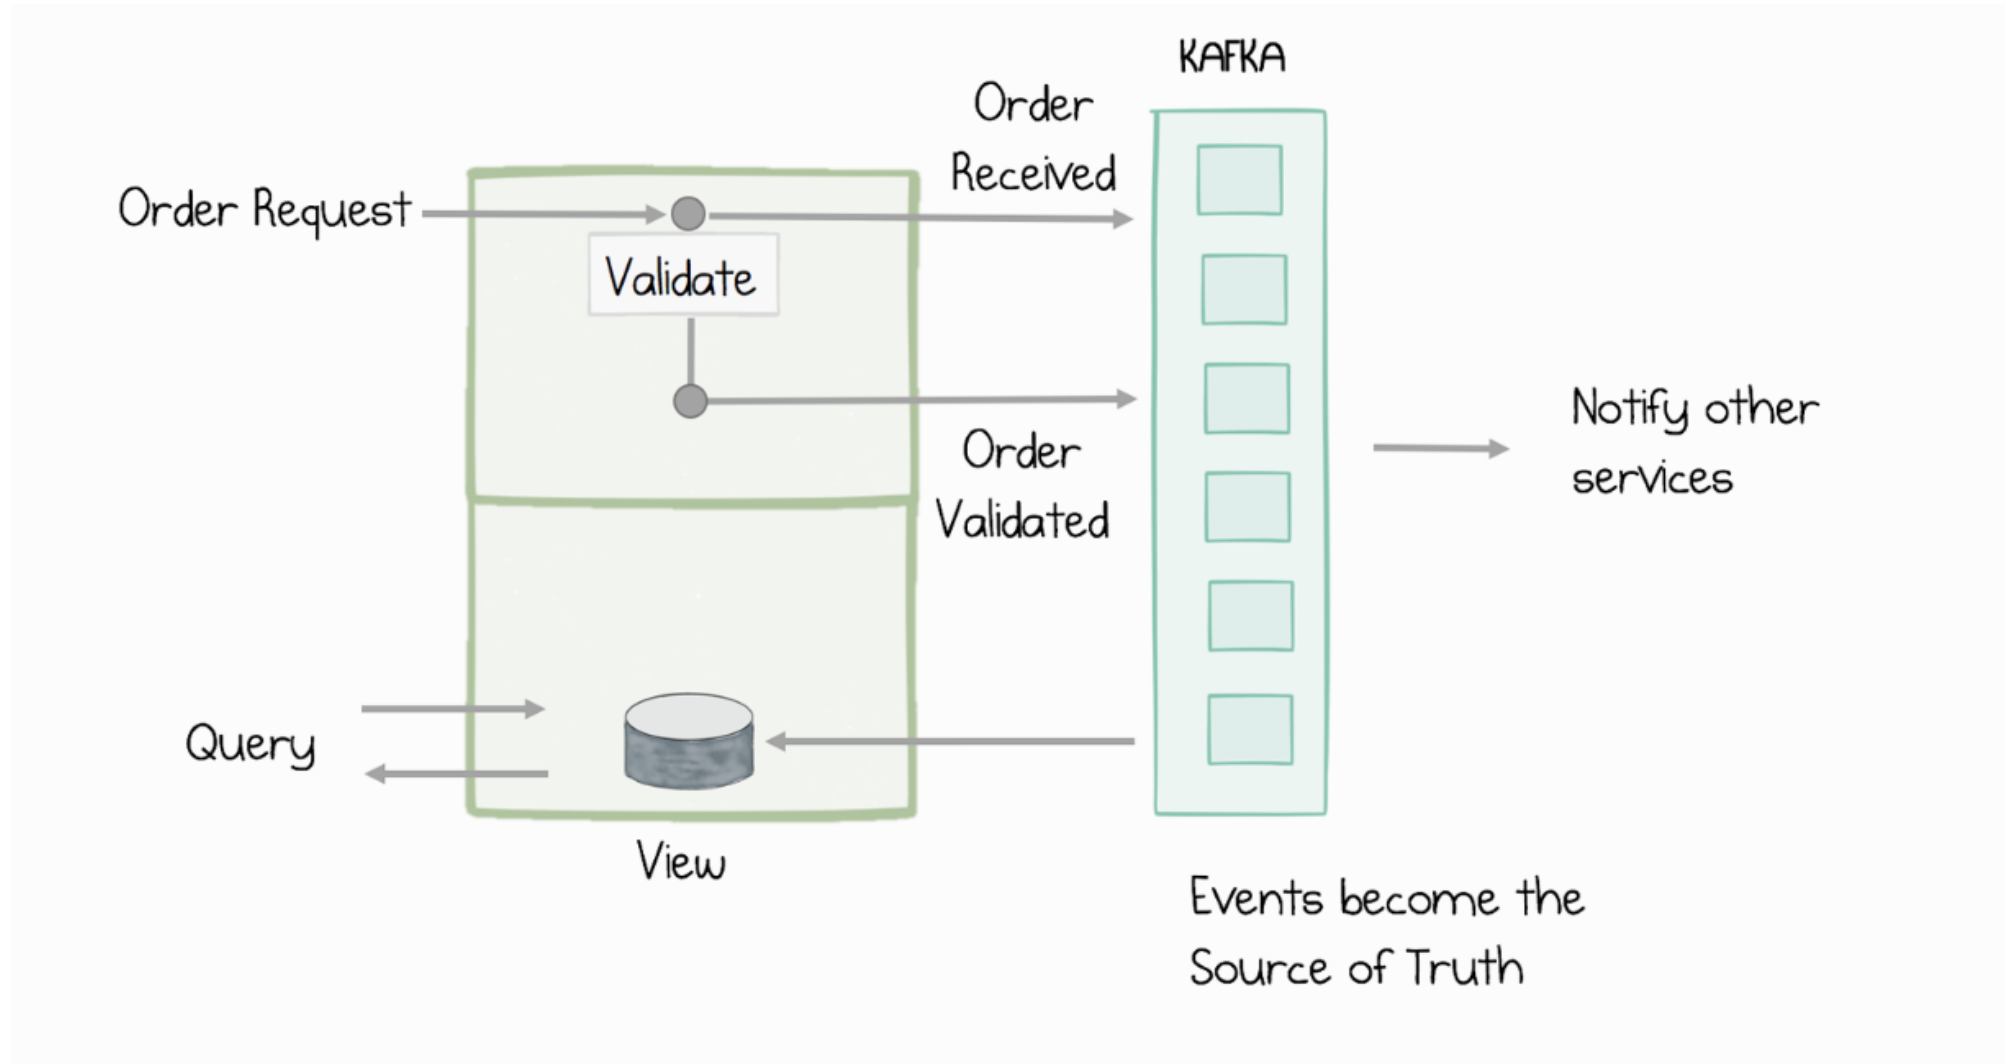 KAFKA
Order
Received
Order Request
Validate
Order
Validated
Notify other
services
Query
View
Events become the
Source of Truth